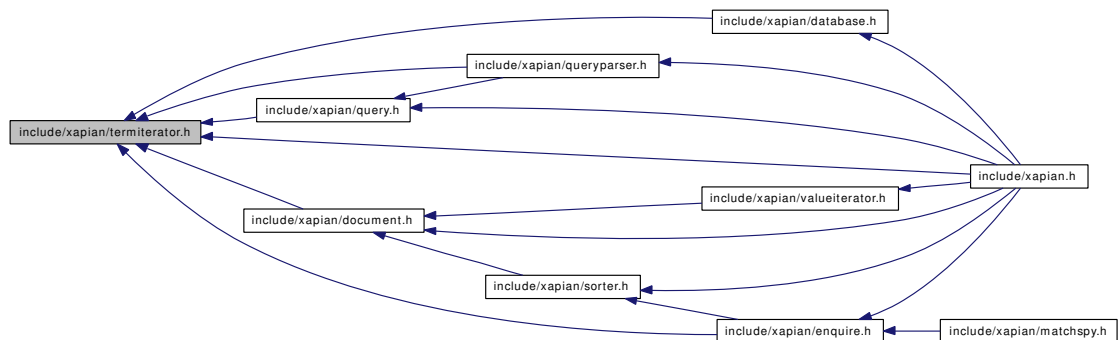 include/xapian/database.h
include/xapian/queryparser.h
include/xapian/query.h
include/xapian/termiterator.h
include/xapian.h
include/xapian/valueiterator.h
include/xapian/document.h
include/xapian/sorter.h
include/xapian/enquire.h
include/xapian/matchspy.h